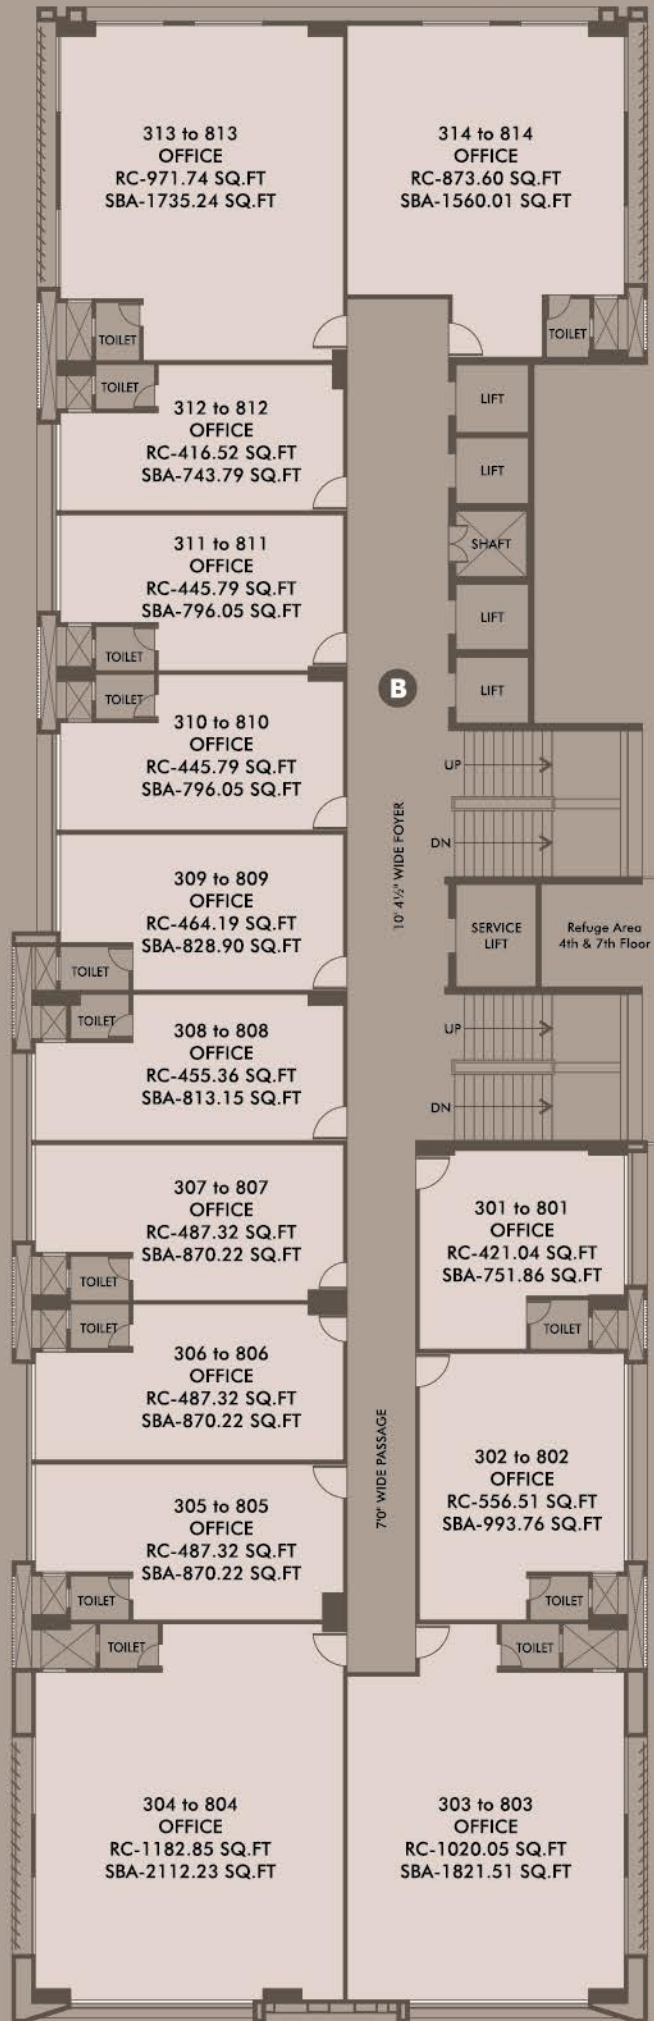 313 to 813
OFFICE
RC-971.74 SQ.FT
SBA-1735.24 SQ.FT
314 to 814
OFFICE
RC-873.60 SQ.FT
SBA-1560.01 SQ.FT
TOILET
TOILET
TOILET
312 to 812
OFFICE
RC-416.52 SQ.FT
SBA-743.79 SQ.FT
LIFT
LIFT
SHAFT
LIFT
LIFT
311 to 811
OFFICE
RC-445.79 SQ.FT
SBA-796.05 SQ.FT
TOILET
TOILET
B
310 to 810
OFFICE
RC-445.79 SQ.FT
SBA-796.05 SQ.FT
UP
DN
10' 4½" WIDE FOYER
309 to 809
OFFICE
RC-464.19 SQ.FT
SBA-828.90 SQ.FT
SERVICE
LIFT
Refuge Area
4th & 7th Floor
TOILET
TOILET
308 to 808
OFFICE
RC-455.36 SQ.FT
SBA-813.15 SQ.FT
UP
DN
307 to 807
OFFICE
RC-487.32 SQ.FT
SBA-870.22 SQ.FT
301 to 801
OFFICE
RC-421.04 SQ.FT
SBA-751.86 SQ.FT
TOILET
TOILET
TOILET
306 to 806
OFFICE
RC-487.32 SQ.FT
SBA-870.22 SQ.FT
7'0" WIDE PASSAGE
302 to 802
OFFICE
RC-556.51 SQ.FT
SBA-993.76 SQ.FT
305 to 805
OFFICE
RC-487.32 SQ.FT
SBA-870.22 SQ.FT
TOILET
TOILET
TOILET
TOILET
304 to 804
OFFICE
RC-1182.85 SQ.FT
SBA-2112.23 SQ.FT
303 to 803
OFFICE
RC-1020.05 SQ.FT
SBA-1821.51 SQ.FT